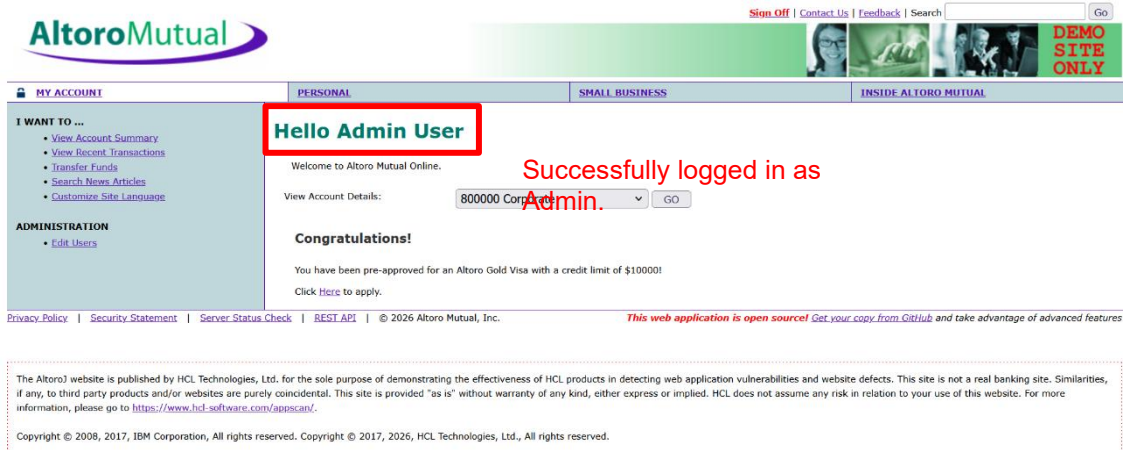 Sign Off | Contact Us | Feedback | Search Go
AltoroMutual
DEMO
SITE
ONLY
MY ACCOUNT
PERSONAL
SMALL BUSINESS
INSIDE ALTORO MUTUAL
I WANT TO ...
• View Account Summary
• View Recent Transactions
• Transfer Funds
• Search News Articles
• Customize Site Language
ADMINISTRATION
• Edit Users
Hello Admin User
Welcome to Altoro Mutual Online.
Successfully logged in as
Admin.
View Account Details: 800000 Corporate GO
Congratulations!
You have been pre-approved for an Altoro Gold Visa with a credit limit of $10000!
Click Here to apply.
Privacy Policy | Security Statement | Server Status Check | REST API | © 2026 Altoro Mutual, Inc.
This web application is open source! Get your copy from GitHub and take advantage of advanced features
The AltoroJ website is published by HCL Technologies, Ltd. for the sole purpose of demonstrating the effectiveness of HCL products in detecting web application vulnerabilities and website defects. This site is not a real banking site. Similarities,
if any, to third party products and/or websites are purely coincidental. This site is provided "as is" without warranty of any kind, either express or implied. HCL does not assume any risk in relation to your use of this website. For more
information, please go to https://www.hcl-software.com/appscan/.
Copyright © 2008, 2017, IBM Corporation, All rights reserved. Copyright © 2017, 2026, HCL Technologies, Ltd., All rights reserved.